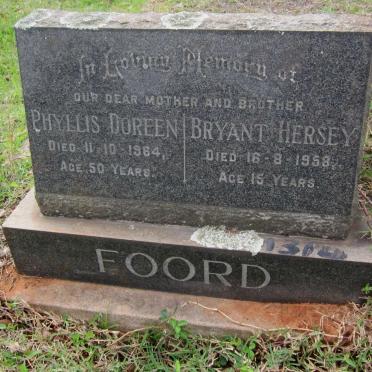 In Loving Memory of
OUR DEAR MOTHER AND BROTHER
PHYLLIS DOREEN
DIED 11-10-1964,
AGE 50 YEARS.
BRYANT HERSEY
DIED 16-8-1958,
AGE 15 YEARS
FOORD